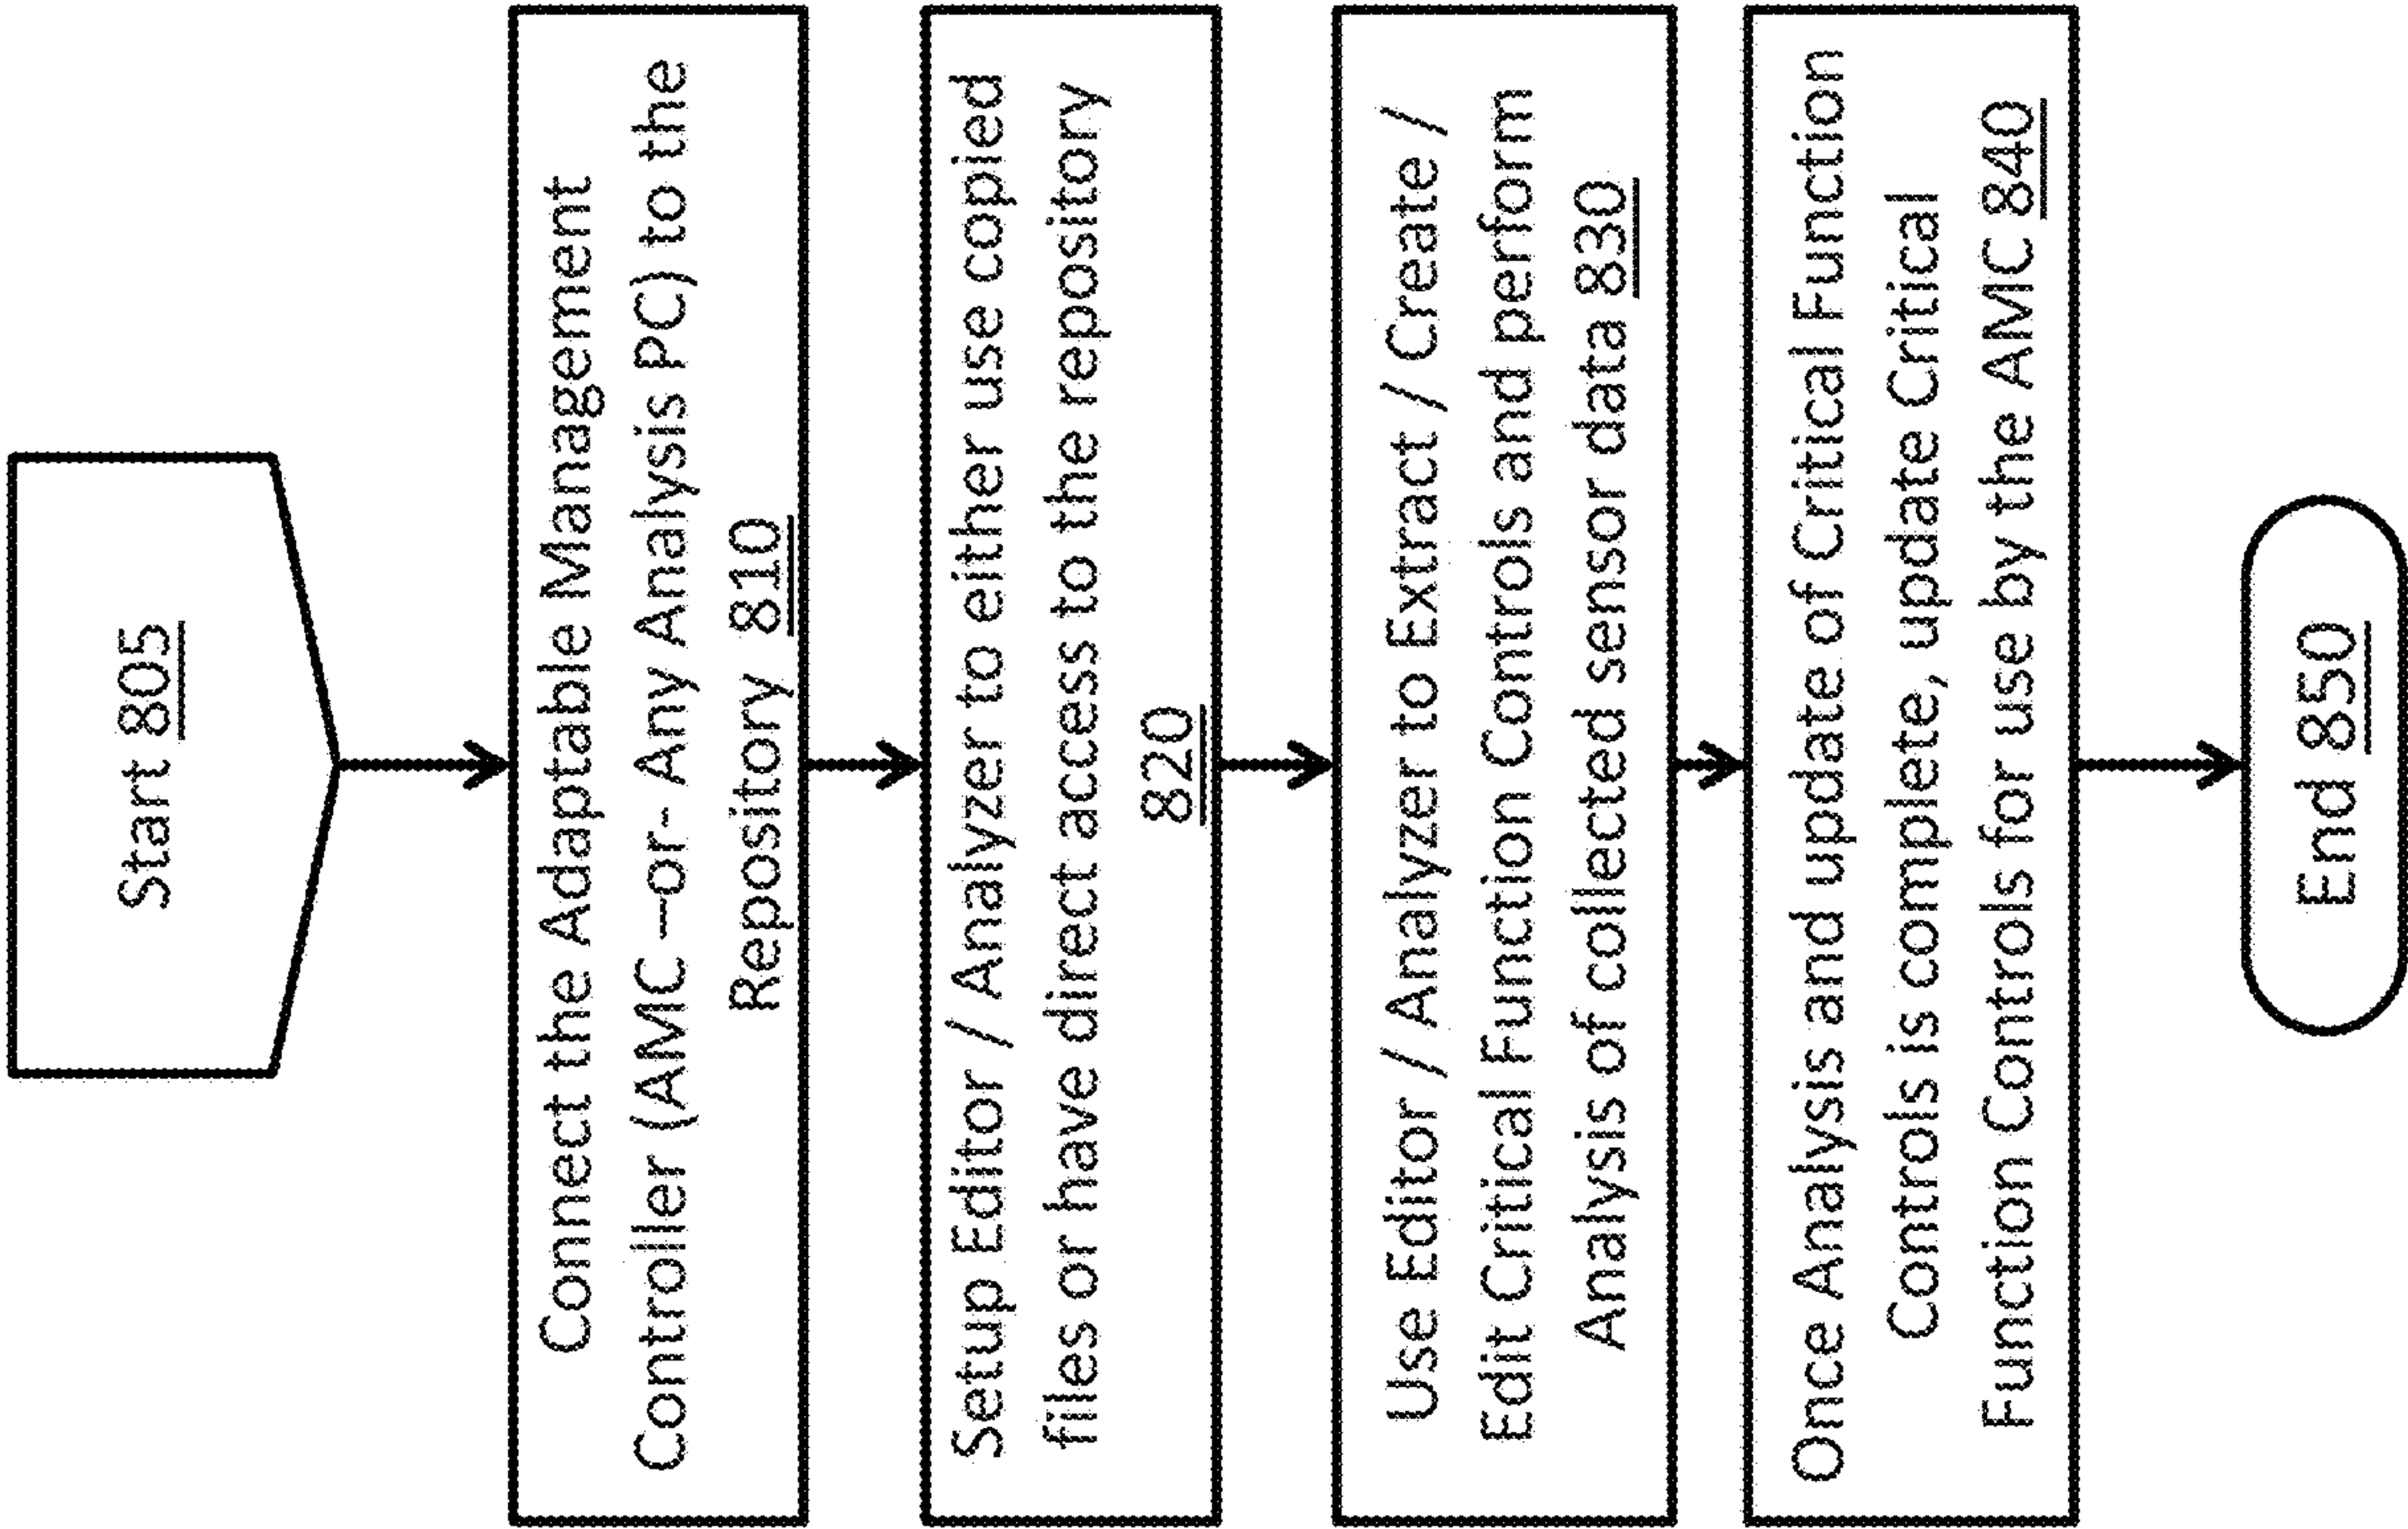 Start 805
Connect the Adaptable Management
Controller (AMC –or- Any Analysis PC) to the
Repository 810
Setup Editor / Analyzer to either use copied
files or have direct access to the repository
820
Use Editor / Analyzer to Extract / Create /
Edit Critical Function Controls and perform
Analysis of collected sensor data 830
Once Analysis and update of Critical Function
Controls is complete, update Critical
Function Controls for use by the AMC 840
End 850